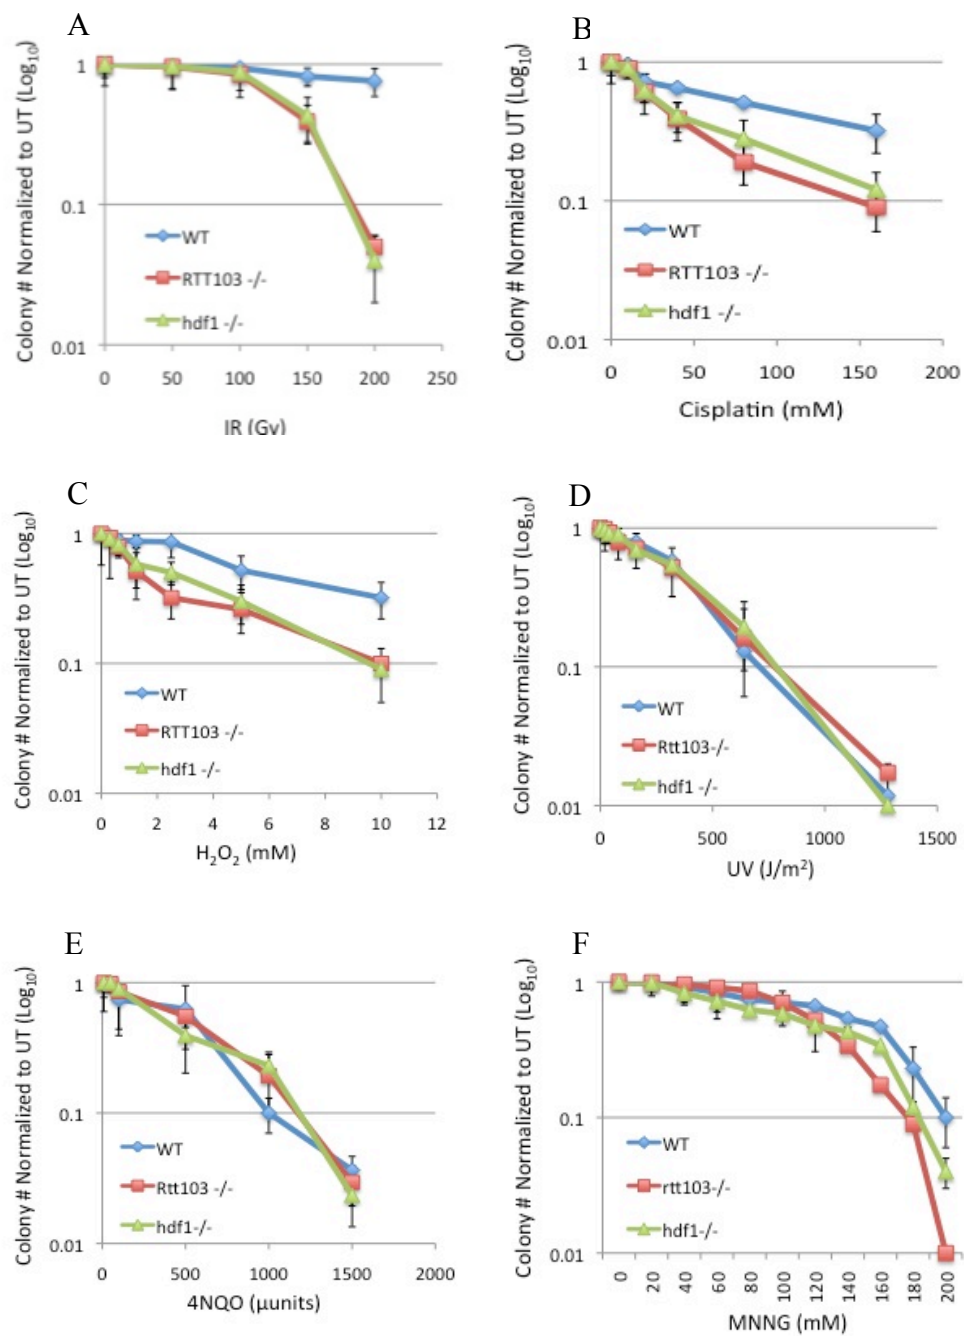 A
Colony # Normalized to UT (Log10)
1
0.1
0.01
WT
RTT103 -/-
hdf1 -/-
0 50 100 150 200 250
IR (Gy)
B
Colony # Normalized to UT (Log10)
1
0.1
0.01
WT
RTT103 -/-
hdf1 -/-
0 50 100 150 200
Cisplatin (mM)
C
Colony # Normalized to UT (Log10)
1
0.1
0.01
WT
RTT103 -/-
hdf1 -/-
0 2 4 6 8 10 12
H2O2 (mM)
D
Colony # Normalized to UT (Log10)
1
0.1
0.01
WT
Rtt103-/-
hdf1 -/-
0 500 1000 1500
UV (J/m²)
E
Colony # Normalized to UT (Log10)
1
0.1
0.01
WT
Rtt103 -/-
hdf1-/-
0 500 1000 1500 2000
4NQO (µunits)
F
Colony # Normalized to UT (Log10)
1
0.1
0.01
WT
rtt103-/-
hdf1-/-
0 20 40 60 80 100 120 140 160 180 200
MNNG (mM)